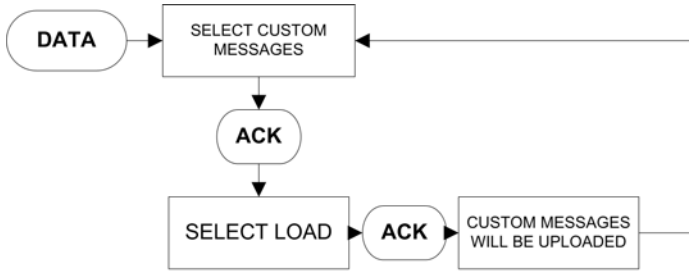 DATA
SELECT CUSTOM
MESSAGES
ACK
SELECT LOAD
ACK
CUSTOM MESSAGES
WILL BE UPLOADED